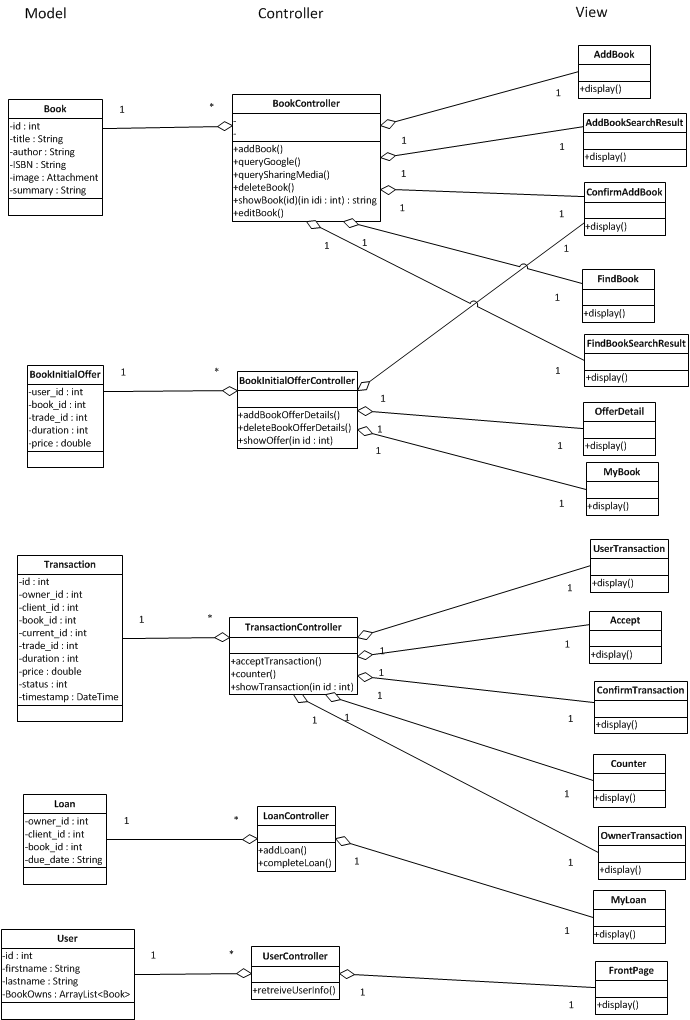 Model
Controller
View
Book
-id : int
-title : String
-author : String
-ISBN : String
-image : Attachment
-summary : String
1
*
BookController
-
-
+addBook()
+queryGoogle()
+querySharingMedia()
+deleteBook()
+showBook(id)(in idi : int) : string
+editBook()
1
1
1
1
1
AddBook
+display()
1
AddBookSearchResult
+display()
1
ConfirmAddBook
+display()
1
1
FindBook
+display()
1
FindBookSearchResult
+display()
1
BookInitialOffer
-user_id : int
-book_id : int
-trade_id : int
-duration : int
-price : double
1
*
BookInitialOfferController
+addBookOfferDetails()
+deleteBookOfferDetails()
+showOffer(in id : int)
1
1
1
OfferDetail
+display()
1
MyBook
+display()
1
Transaction
-id : int
-owner_id : int
-client_id : int
-book_id : int
-current_id : int
-trade_id : int
-duration : int
-price : double
-status : int
-timestamp : DateTime
1
*
TransactionController
+acceptTransaction()
+counter()
+showTransaction(in id : int)
1
1
1
1
1
UserTransaction
+display()
1
Accept
+display()
1
ConfirmTransaction
+display()
1
Counter
+display()
1
OwnerTransaction
+display()
1
Loan
-owner_id : int
-client_id : int
-book_id : int
-due_date : String
1
*
LoanController
+addLoan()
+completeLoan()
1
MyLoan
+display()
1
User
-id : int
-firstname : String
-lastname : String
-BookOwns : ArrayList<Book>
1
*
UserController
+retreiveUserInfo()
1
FrontPage
+display()
1